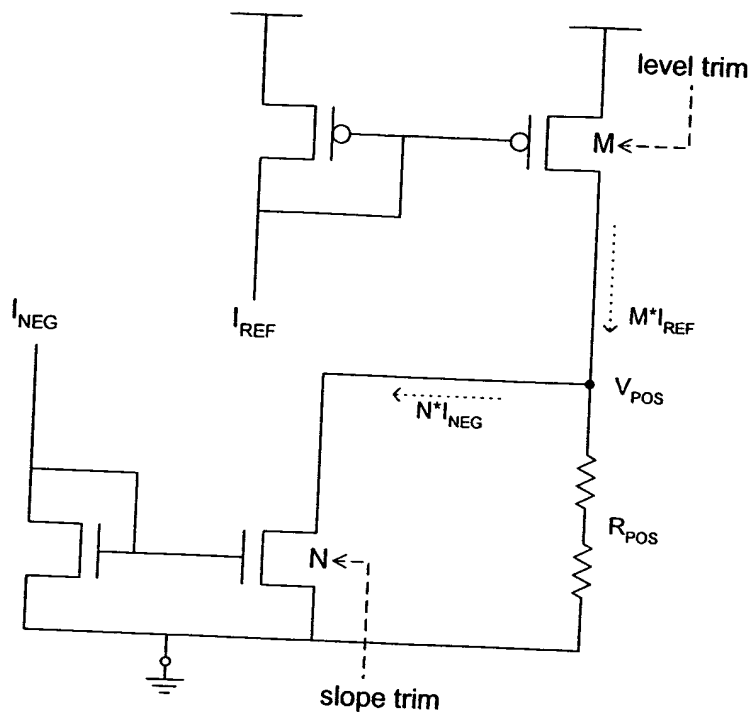 level trim
M
I_NEG
I_REF
M*I_REF
V_POS
N*I_NEG
R_POS
N
slope trim